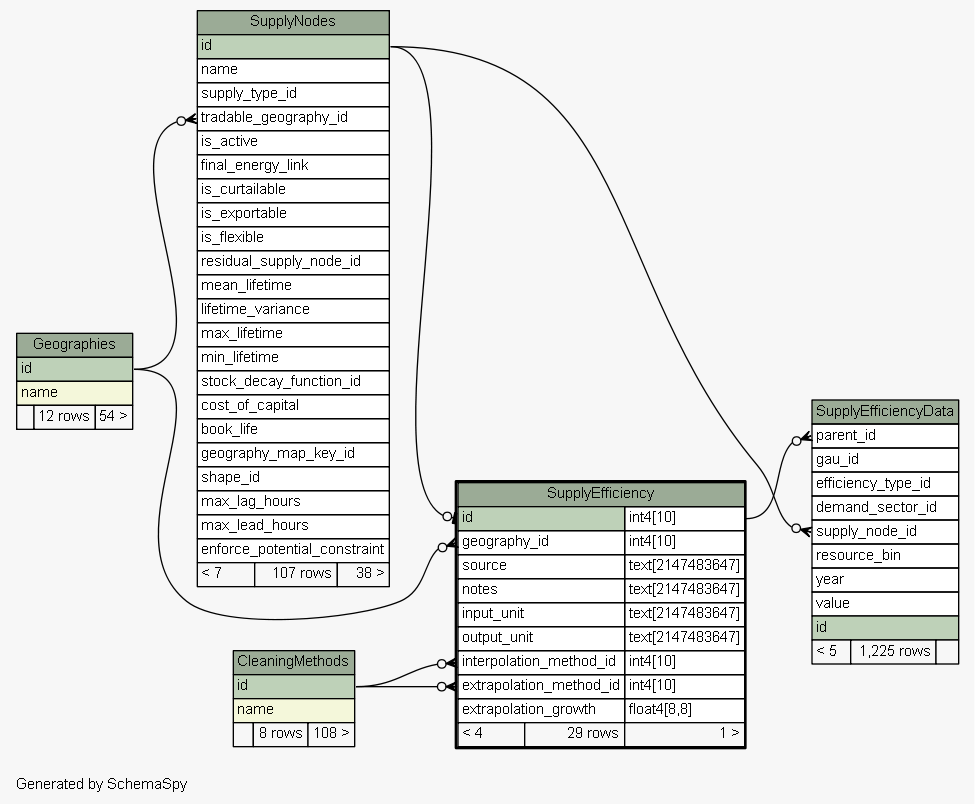 SupplyNodes
id
name
supply_type_id
tradable_geography_id
is_active
final_energy_link
is_curtailable
is_exportable
is_flexible
residual_supply_node_id
mean_lifetime
lifetime_variance
max_lifetime
min_lifetime
stock_decay_function_id
cost_of_capital
book_life
geography_map_key_id
shape_id
max_lag_hours
max_lead_hours
enforce_potential_constraint
< 7 107 rows 38 >
Geographies
id
name
12 rows 54 >
SupplyEfficiencyData
parent_id
gau_id
efficiency_type_id
demand_sector_id
supply_node_id
resource_bin
year
value
id
< 5 1,225 rows
SupplyEfficiency
id int4[10]
geography_id int4[10]
source text[2147483647]
notes text[2147483647]
input_unit text[2147483647]
output_unit text[2147483647]
interpolation_method_id int4[10]
extrapolation_method_id int4[10]
extrapolation_growth float4[8,8]
< 4 29 rows 1 >
CleaningMethods
id
name
8 rows 108 >
Generated by SchemaSpy